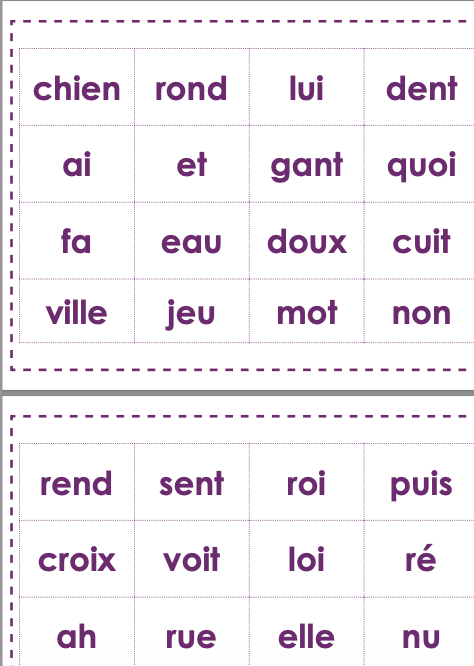 chien rond lui dent
ai et gant quoi
fa eau doux cuit
ville jeu mot non
rend sent roi puis
croix voit loi ré
ah rue elle nu